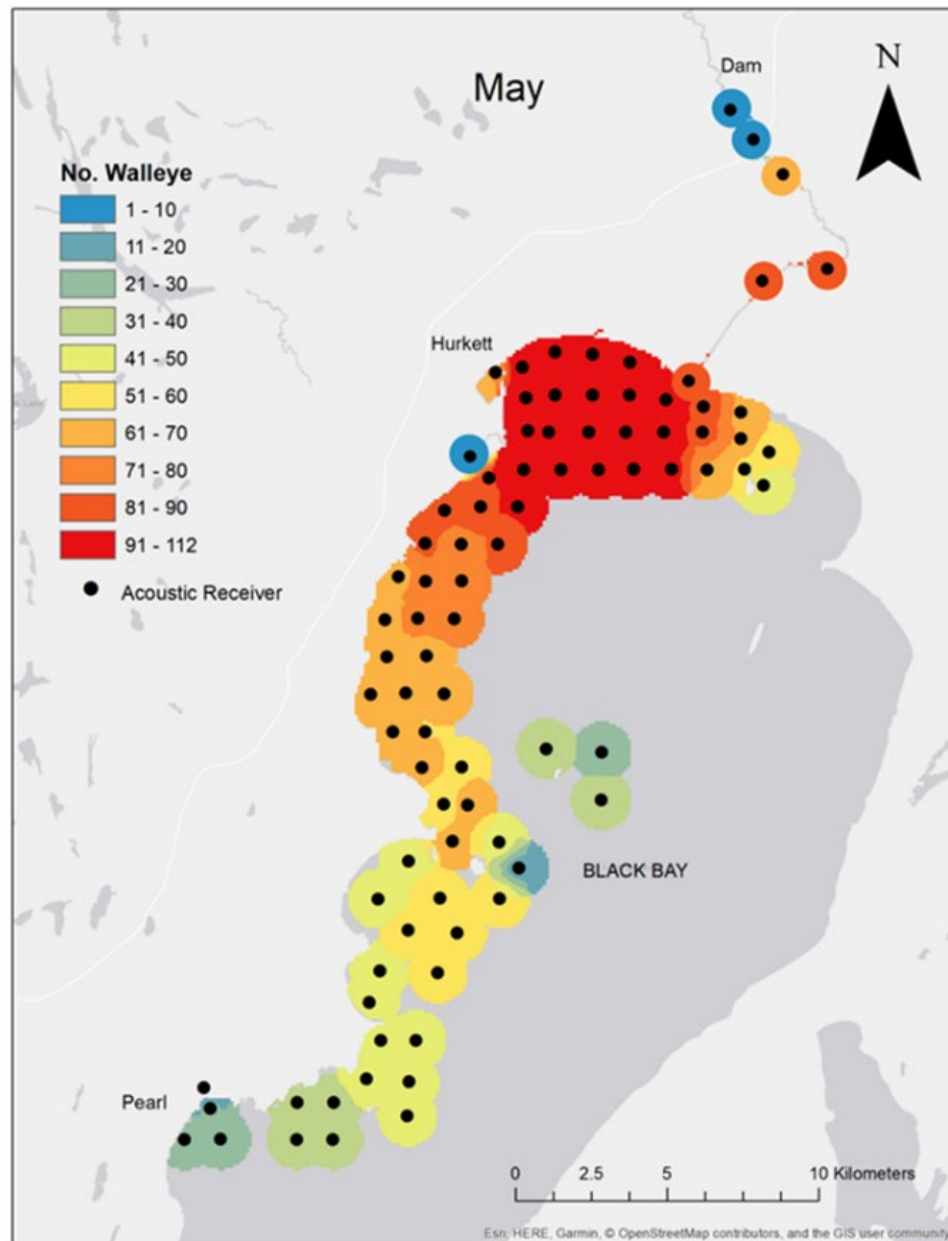 May
Dam
N
No. Walleye
1 - 10
11 - 20
21 - 30
31 - 40
41 - 50
51 - 60
61 - 70
71 - 80
81 - 90
91 - 112
Acoustic Receiver
Hurkett
BLACK BAY
Pearl
0 2.5 5 10 Kilometers
Esri, HERE, Garmin, © OpenStreetMap contributors, and the GIS user community